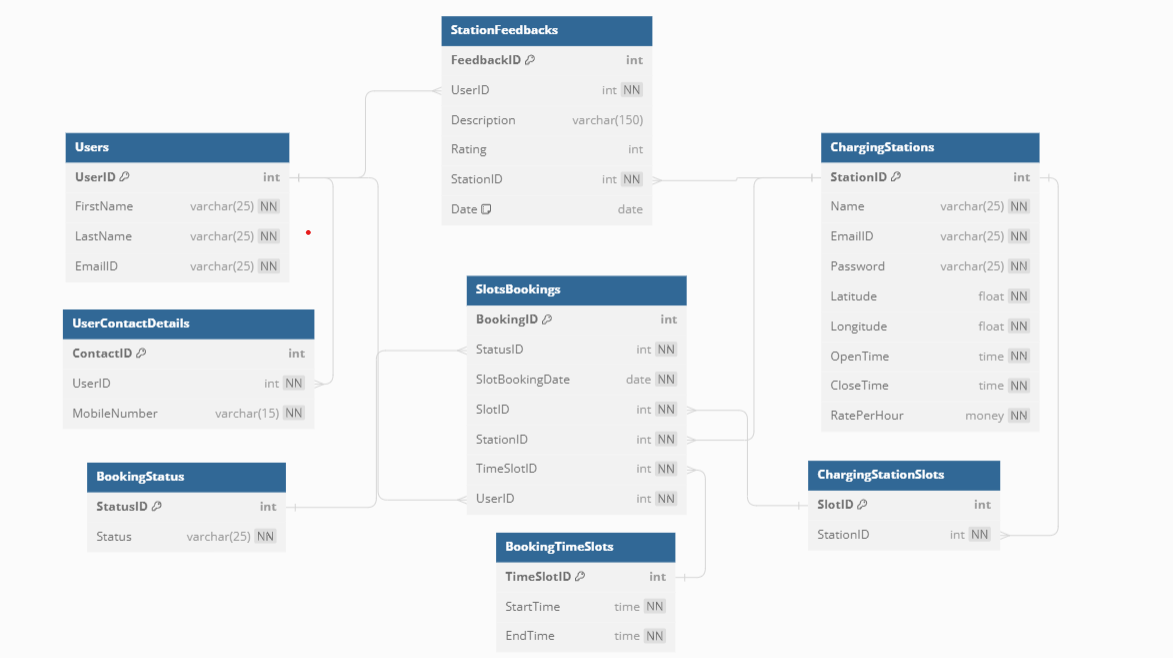 StationFeedbacks
FeedbackID int
UserID int NN
Description varchar(150)
Rating int
StationID int NN
Date date
Users
UserID int
FirstName varchar(25) NN
LastName varchar(25) NN
EmailID varchar(25) NN
ChargingStations
StationID int
Name varchar(25) NN
EmailID varchar(25) NN
Password varchar(25) NN
Latitude float NN
Longitude float NN
OpenTime time NN
CloseTime time NN
RatePerHour money NN
SlotsBookings
BookingID int
StatusID int NN
SlotBookingDate date NN
SlotID int NN
StationID int NN
TimeSlotID int NN
UserID int NN
UserContactDetails
ContactID int
UserID int NN
MobileNumber varchar(15) NN
BookingStatus
StatusID int
Status varchar(25) NN
ChargingStationSlots
SlotID int
StationID int NN
BookingTimeSlots
TimeSlotID int
StartTime time NN
EndTime time NN